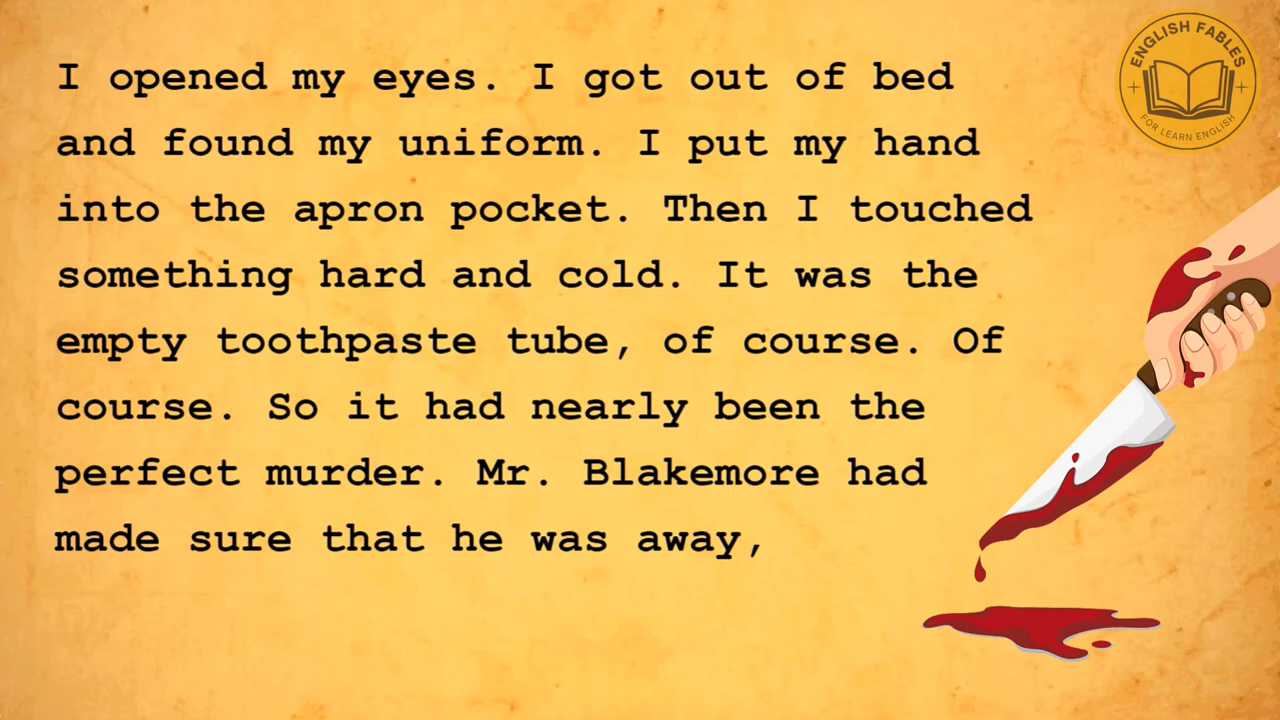 I opened my eyes. I got out of bed
and found my uniform. I put my hand
into the apron pocket. Then I touched
something hard and cold. It was the
empty toothpaste tube, of course. Of
course. So it had nearly been the
perfect murder. Mr. Blakemore had
made sure that he was away,
ENGLISH FABLES
FOR LEARN ENGLISH